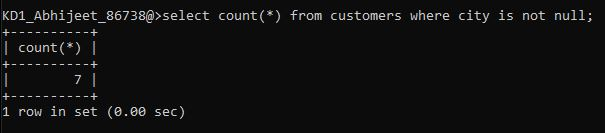 KD1_Abhijeet_86738@>select count(*) from customers where city is not null;
+----------+
| count(*) |
+----------+
|        7 |
+----------+
1 row in set (0.00 sec)